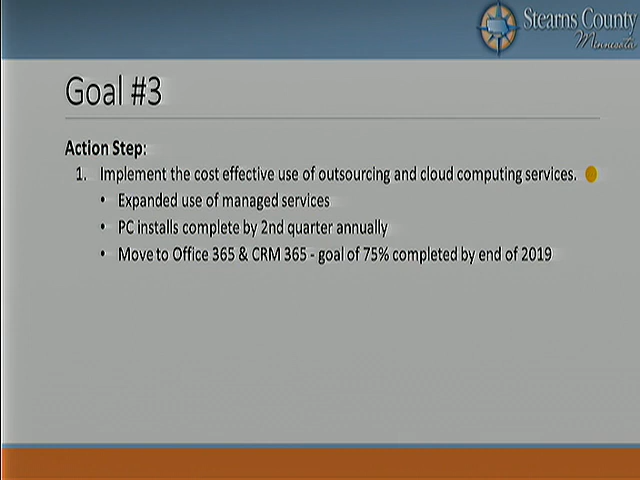 Stearns County
Minnesota
Goal #3
Action Step:
1. Implement the cost effective use of outsourcing and cloud computing services.
• Expanded use of managed services
• PC installs complete by 2nd quarter annually
• Move to Office 365 & CRM 365 - goal of 75% completed by end of 2019